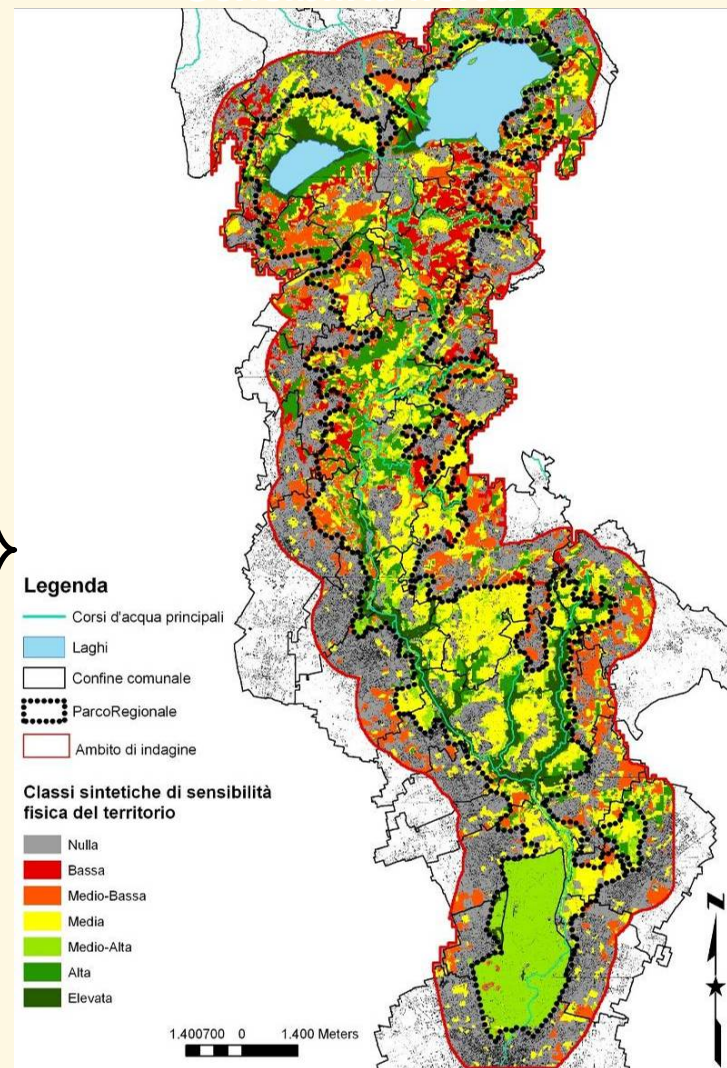 Legenda
Corsi d'acqua principali
Laghi
Confine comunale
ParcoRegionale
Ambito di indagine
Classi sintetiche di sensibilità
fisica del territorio
Nulla
Bassa
Medio-Bassa
Media
Medio-Alta
Alta
Elevata
1.400700 0 1.400 Meters
N